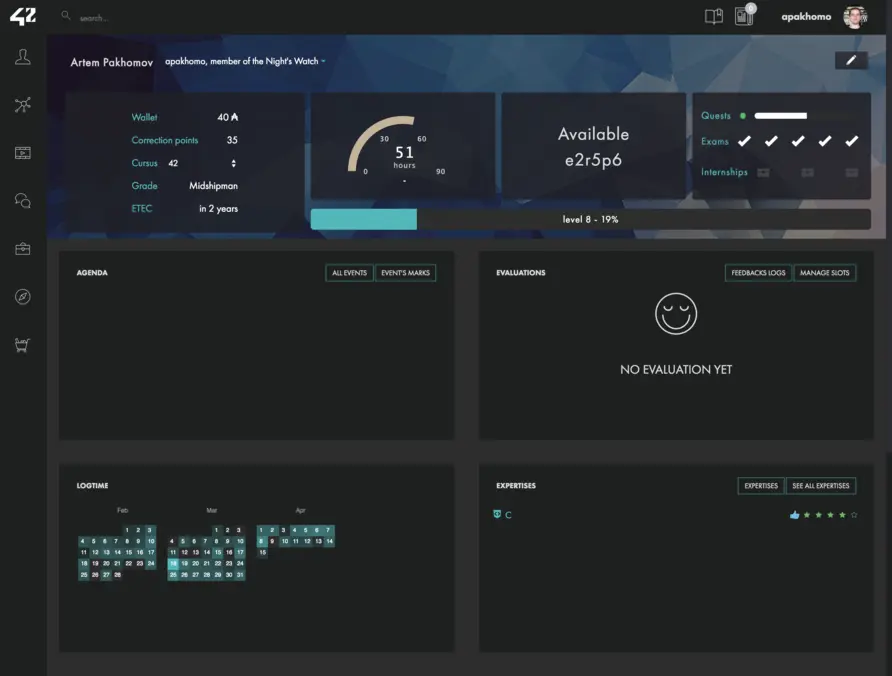 42
search...
6
apakhomo
Artem Pakhomov
apakhomo, member of the Night's Watch
Wallet 40 ₳
Correction points 35
Cursus 42
Grade Midshipman
ETEC in 2 years
30 60
51
hours
0 90
Available
e2r5p6
Quests
Exams
Internships
level 8 - 19%
AGENDA
ALL EVENTS EVENT'S MARKS
EVALUATIONS
FEEDBACKS LOGS MANAGE SLOTS
NO EVALUATION YET
LOGTIME
Feb Mar Apr
1 2 3 1 2 3 1 2 3 4 5 6 7
4 5 6 7 8 9 10 4 5 6 7 8 9 10 8 9 10 11 12 13 14
11 12 13 14 15 16 17 11 12 13 14 15 16 17 15
18 19 20 21 22 23 24 18 19 20 21 22 23 24
25 26 27 28 25 26 27 28 29 30 31
EXPERTISES
EXPERTISES SEE ALL EXPERTISES
C